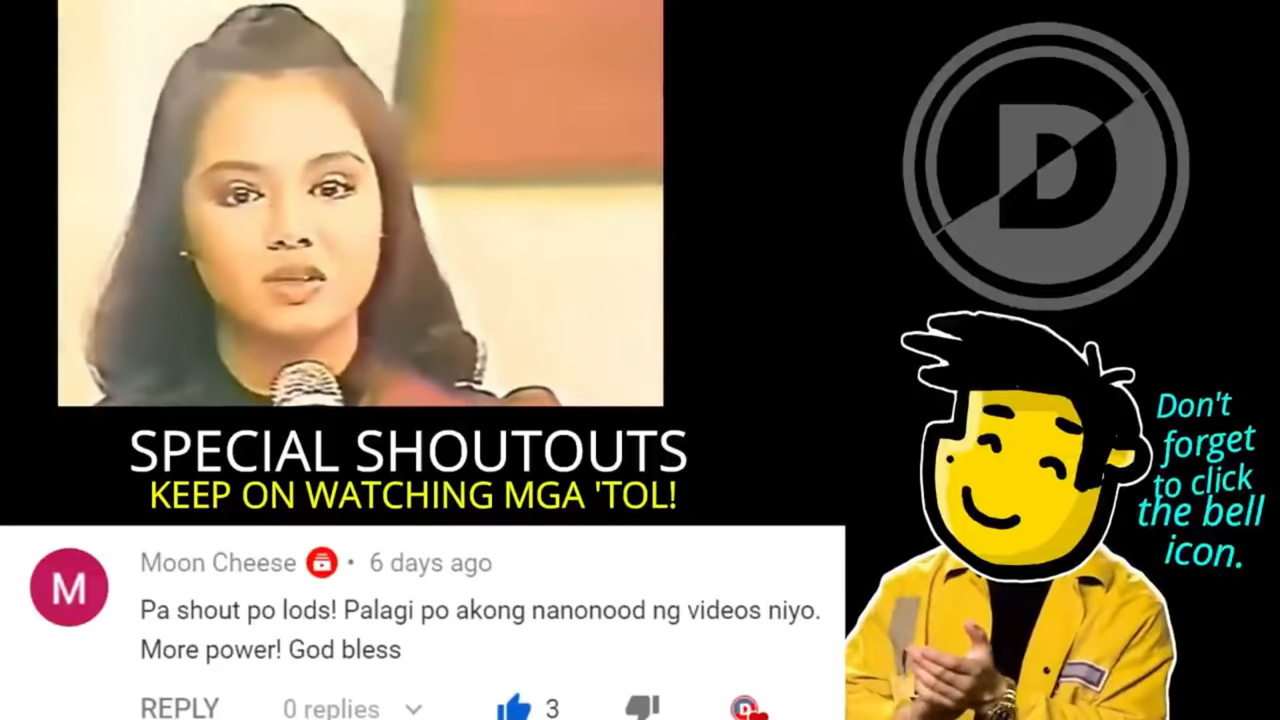 D
SPECIAL SHOUTOUTS
KEEP ON WATCHING MGA 'TOL!
Don't
forget
to click
the bell
icon.
M
Moon Cheese • 6 days ago
Pa shout po lods! Palagi po akong nanonood ng videos niyo.
More power! God bless
REPLY 0 replies 3 D